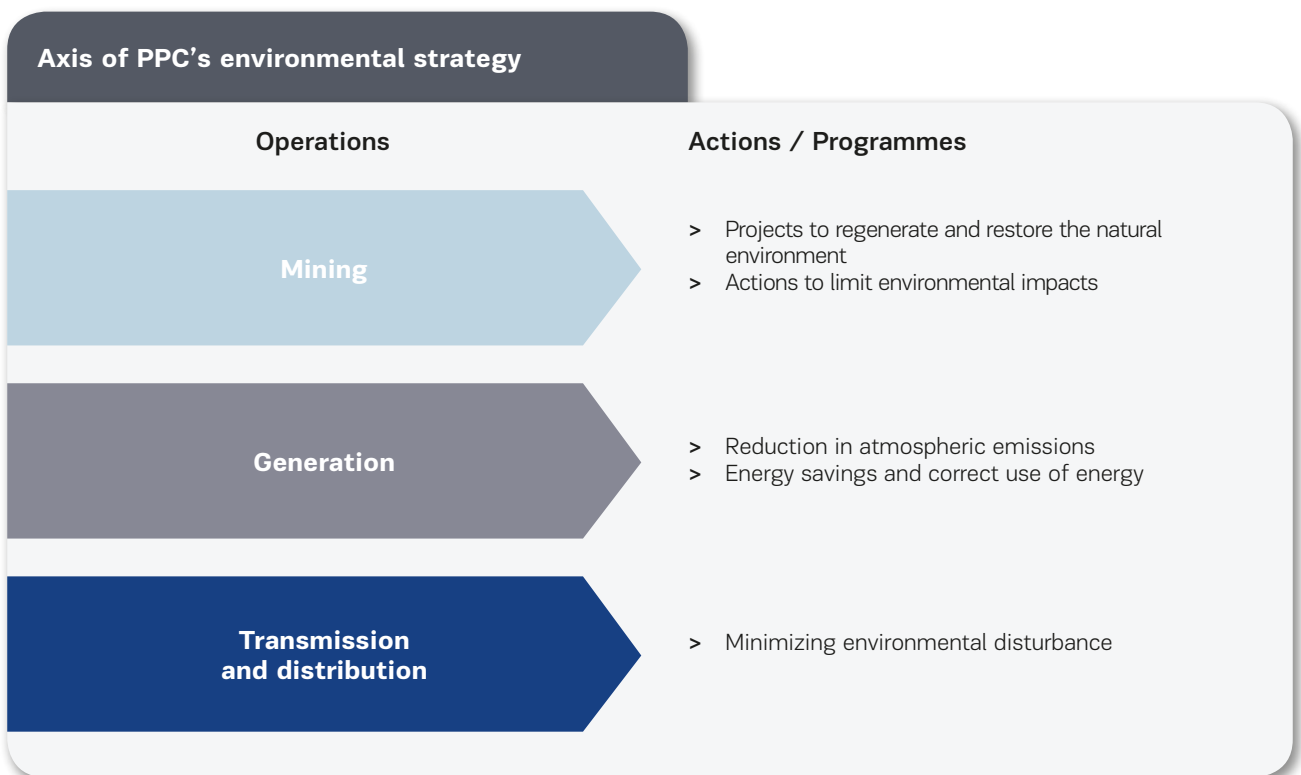 Axis of PPC’s environmental strategy
Operations
Actions / Programmes
Mining
> Projects to regenerate and restore the natural
environment
> Actions to limit environmental impacts
Generation
> Reduction in atmospheric emissions
> Energy savings and correct use of energy
Transmission
and distribution
> Minimizing environmental disturbance